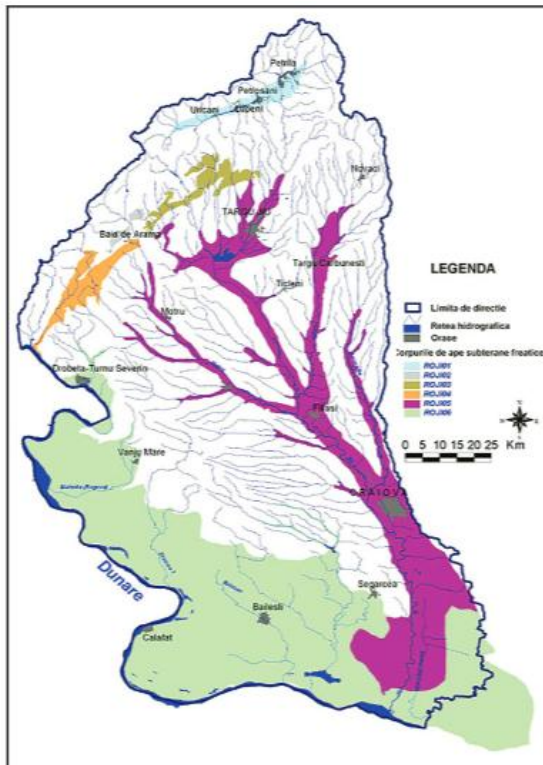 Petrila
Petrosani
Uricani
Lupeni
Novaci
TARGU JIU
Baia de Arama
Targu Carbunesti
Ticleni
Motru
Drobeta-Turnu Severin
Filiasi
Vanju Mare
CRAIOVA
Dunare
Segarcea
Bailesti
Calafat
LEGENDA
Limita de directie
Retea hidrografica
Orase
Corpurile de ape subterane freatice
ROJI01
ROJI02
ROJI03
ROJI04
ROJI05
ROJI06
0 5 10 15 20 25 Km